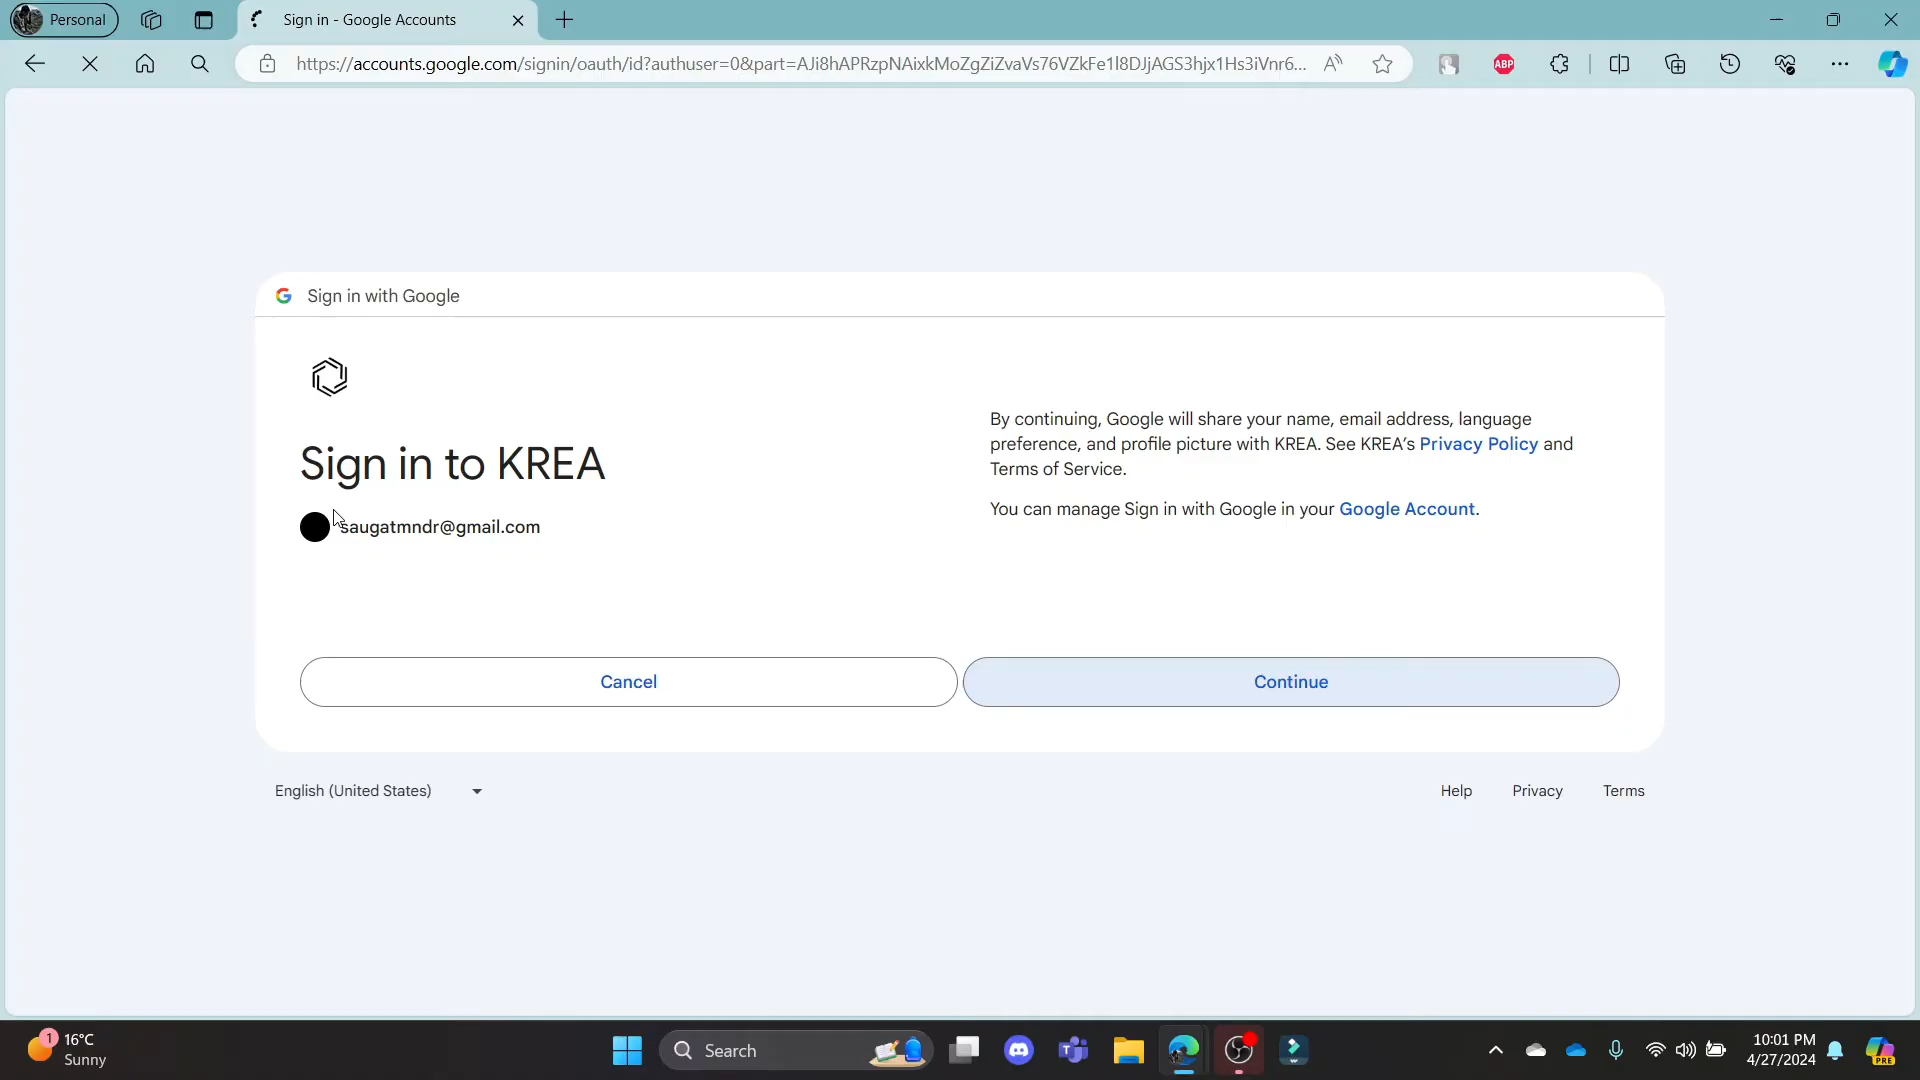 Personal
Sign in - Google Accounts
https://accounts.google.com/signin/oauth/id?authuser=0&part=AJi8hAPRzpNAixkMoZgZiZvaVs76VZkFe1l8DJjAGS3hjx1Hs3iVnr6...
ABP
Sign in with Google
Sign in to KREA
saugatmndr@gmail.com
By continuing, Google will share your name, email address, language
preference, and profile picture with KREA. See KREA’s Privacy Policy and
Terms of Service.
You can manage Sign in with Google in your Google Account.
Cancel
Continue
English (United States)
Help
Privacy
Terms
1
16°C
Sunny
Search
10:01 PM
4/27/2024
PRE